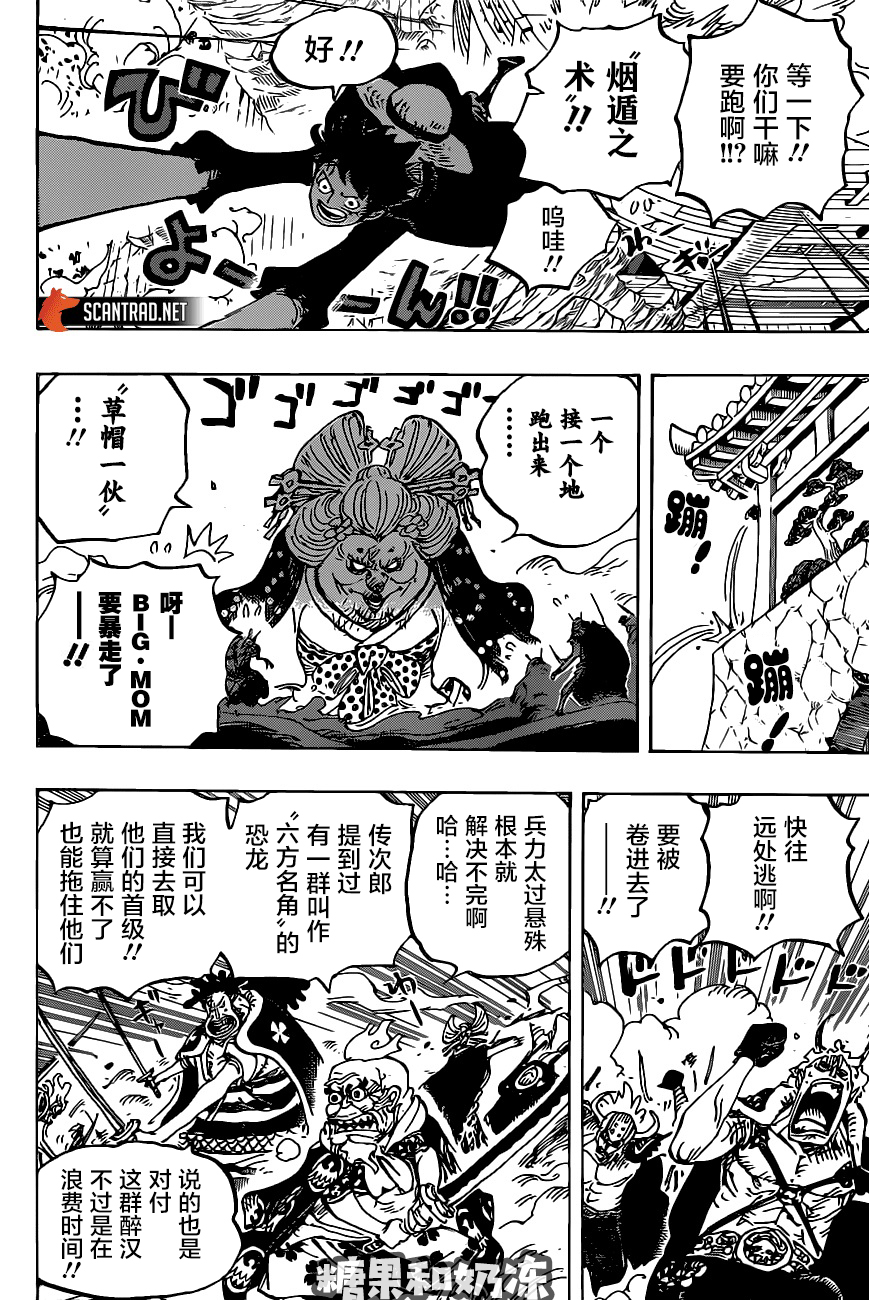 等一下!!
你们干嘛
要跑啊
!!?
“烟遁之
术”!!
好!!
呜哇!!
びよーーん!!
SCANTRAD.NET
蹦!
蹦!
一个
接一个地
跑出来
……
ゴゴゴゴゴ
“草帽一伙”
…!!
呀—
BIG·MOM
要暴走了
—!!
快往
远处逃
啊!!
要被
卷进去了
——!!
ドドドド
兵力太过悬殊
根本就
解决不完啊
哈…哈…
传次郎
提到过
有一群叫作
“六方名角”的
恐龙
我们可以
直接去取
他们的首级!!
就算赢不了
也能拖住他们
说的也是
对付
这群醉汉
不过是在
浪费时间!!
糖果和奶冻